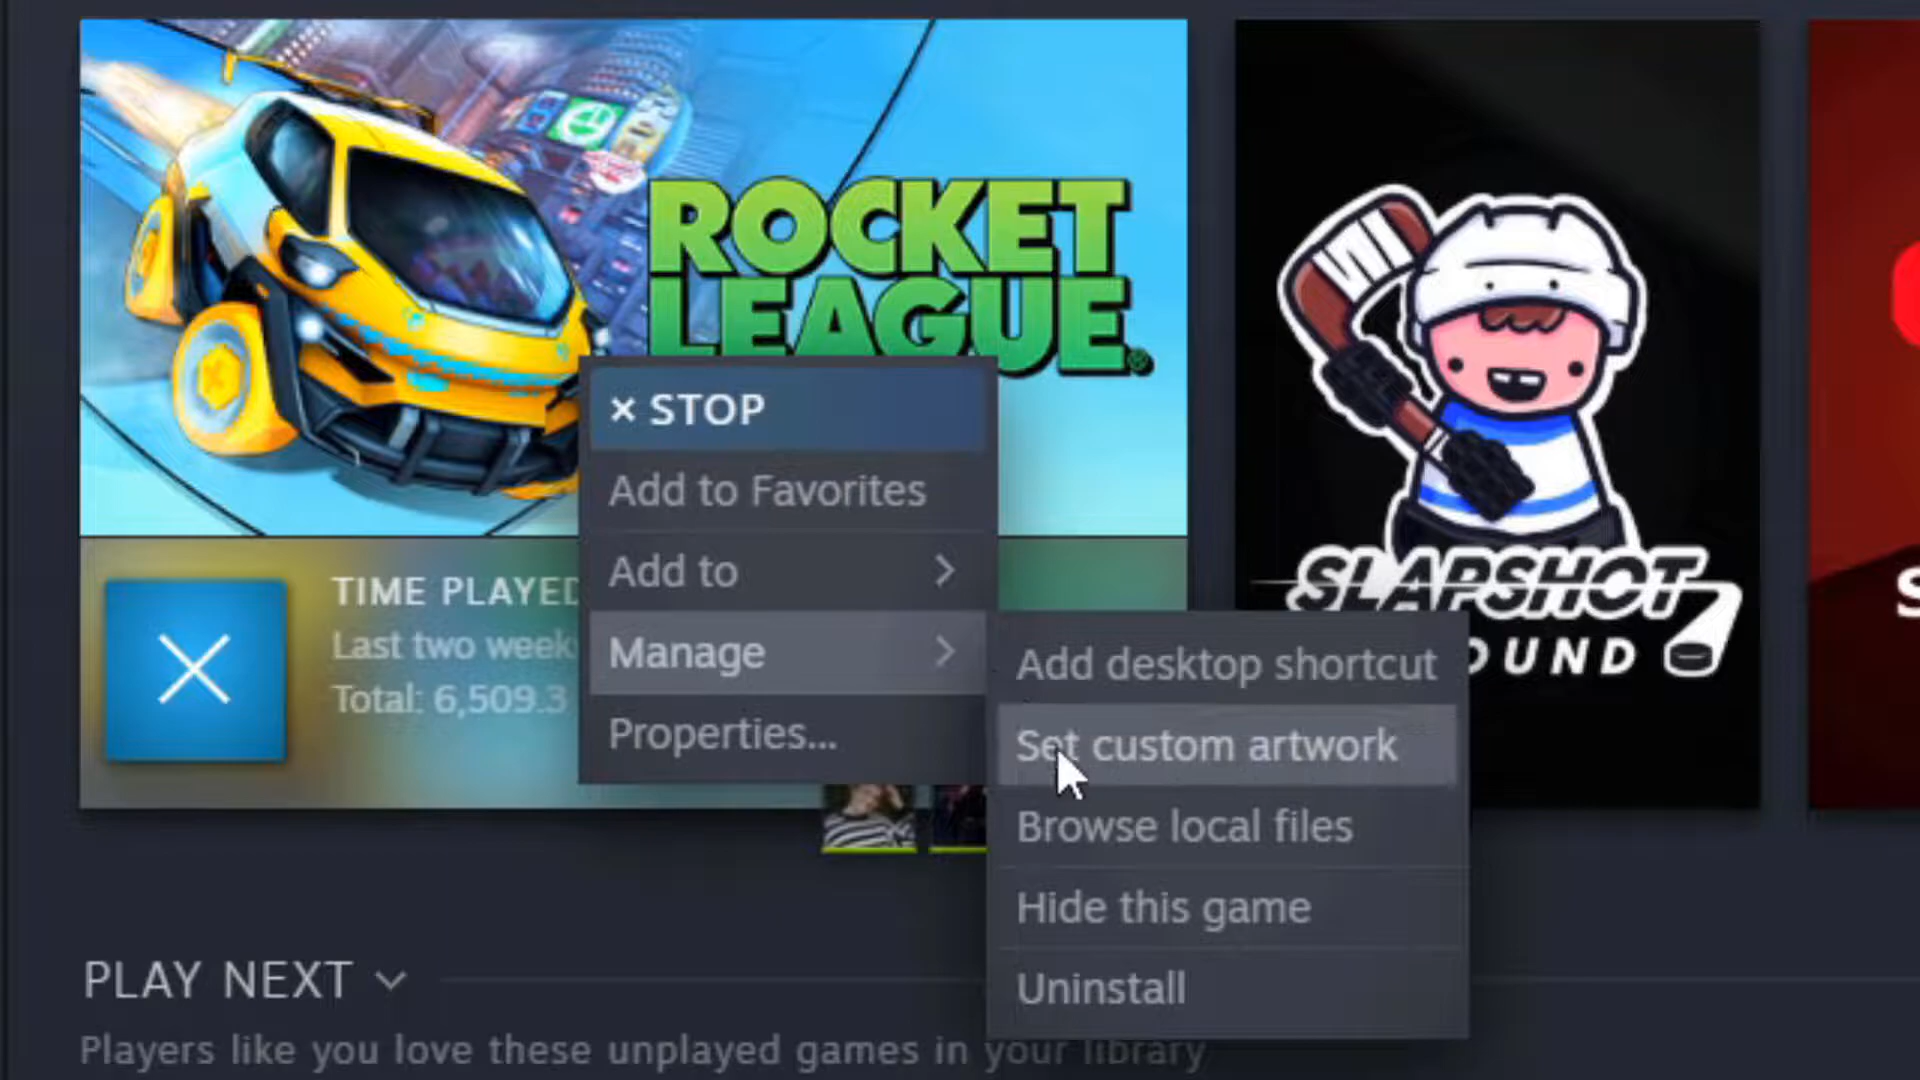 ROCKET
LEAGUE
× STOP
Add to Favorites
Add to
Manage
Properties...
Add desktop shortcut
Set custom artwork
Browse local files
Hide this game
Uninstall
TIME PLAYED
Last two
Total: 6,509.3
SLAPSHOT
PLAY NEXT
Players like you love these unplayed games in your library